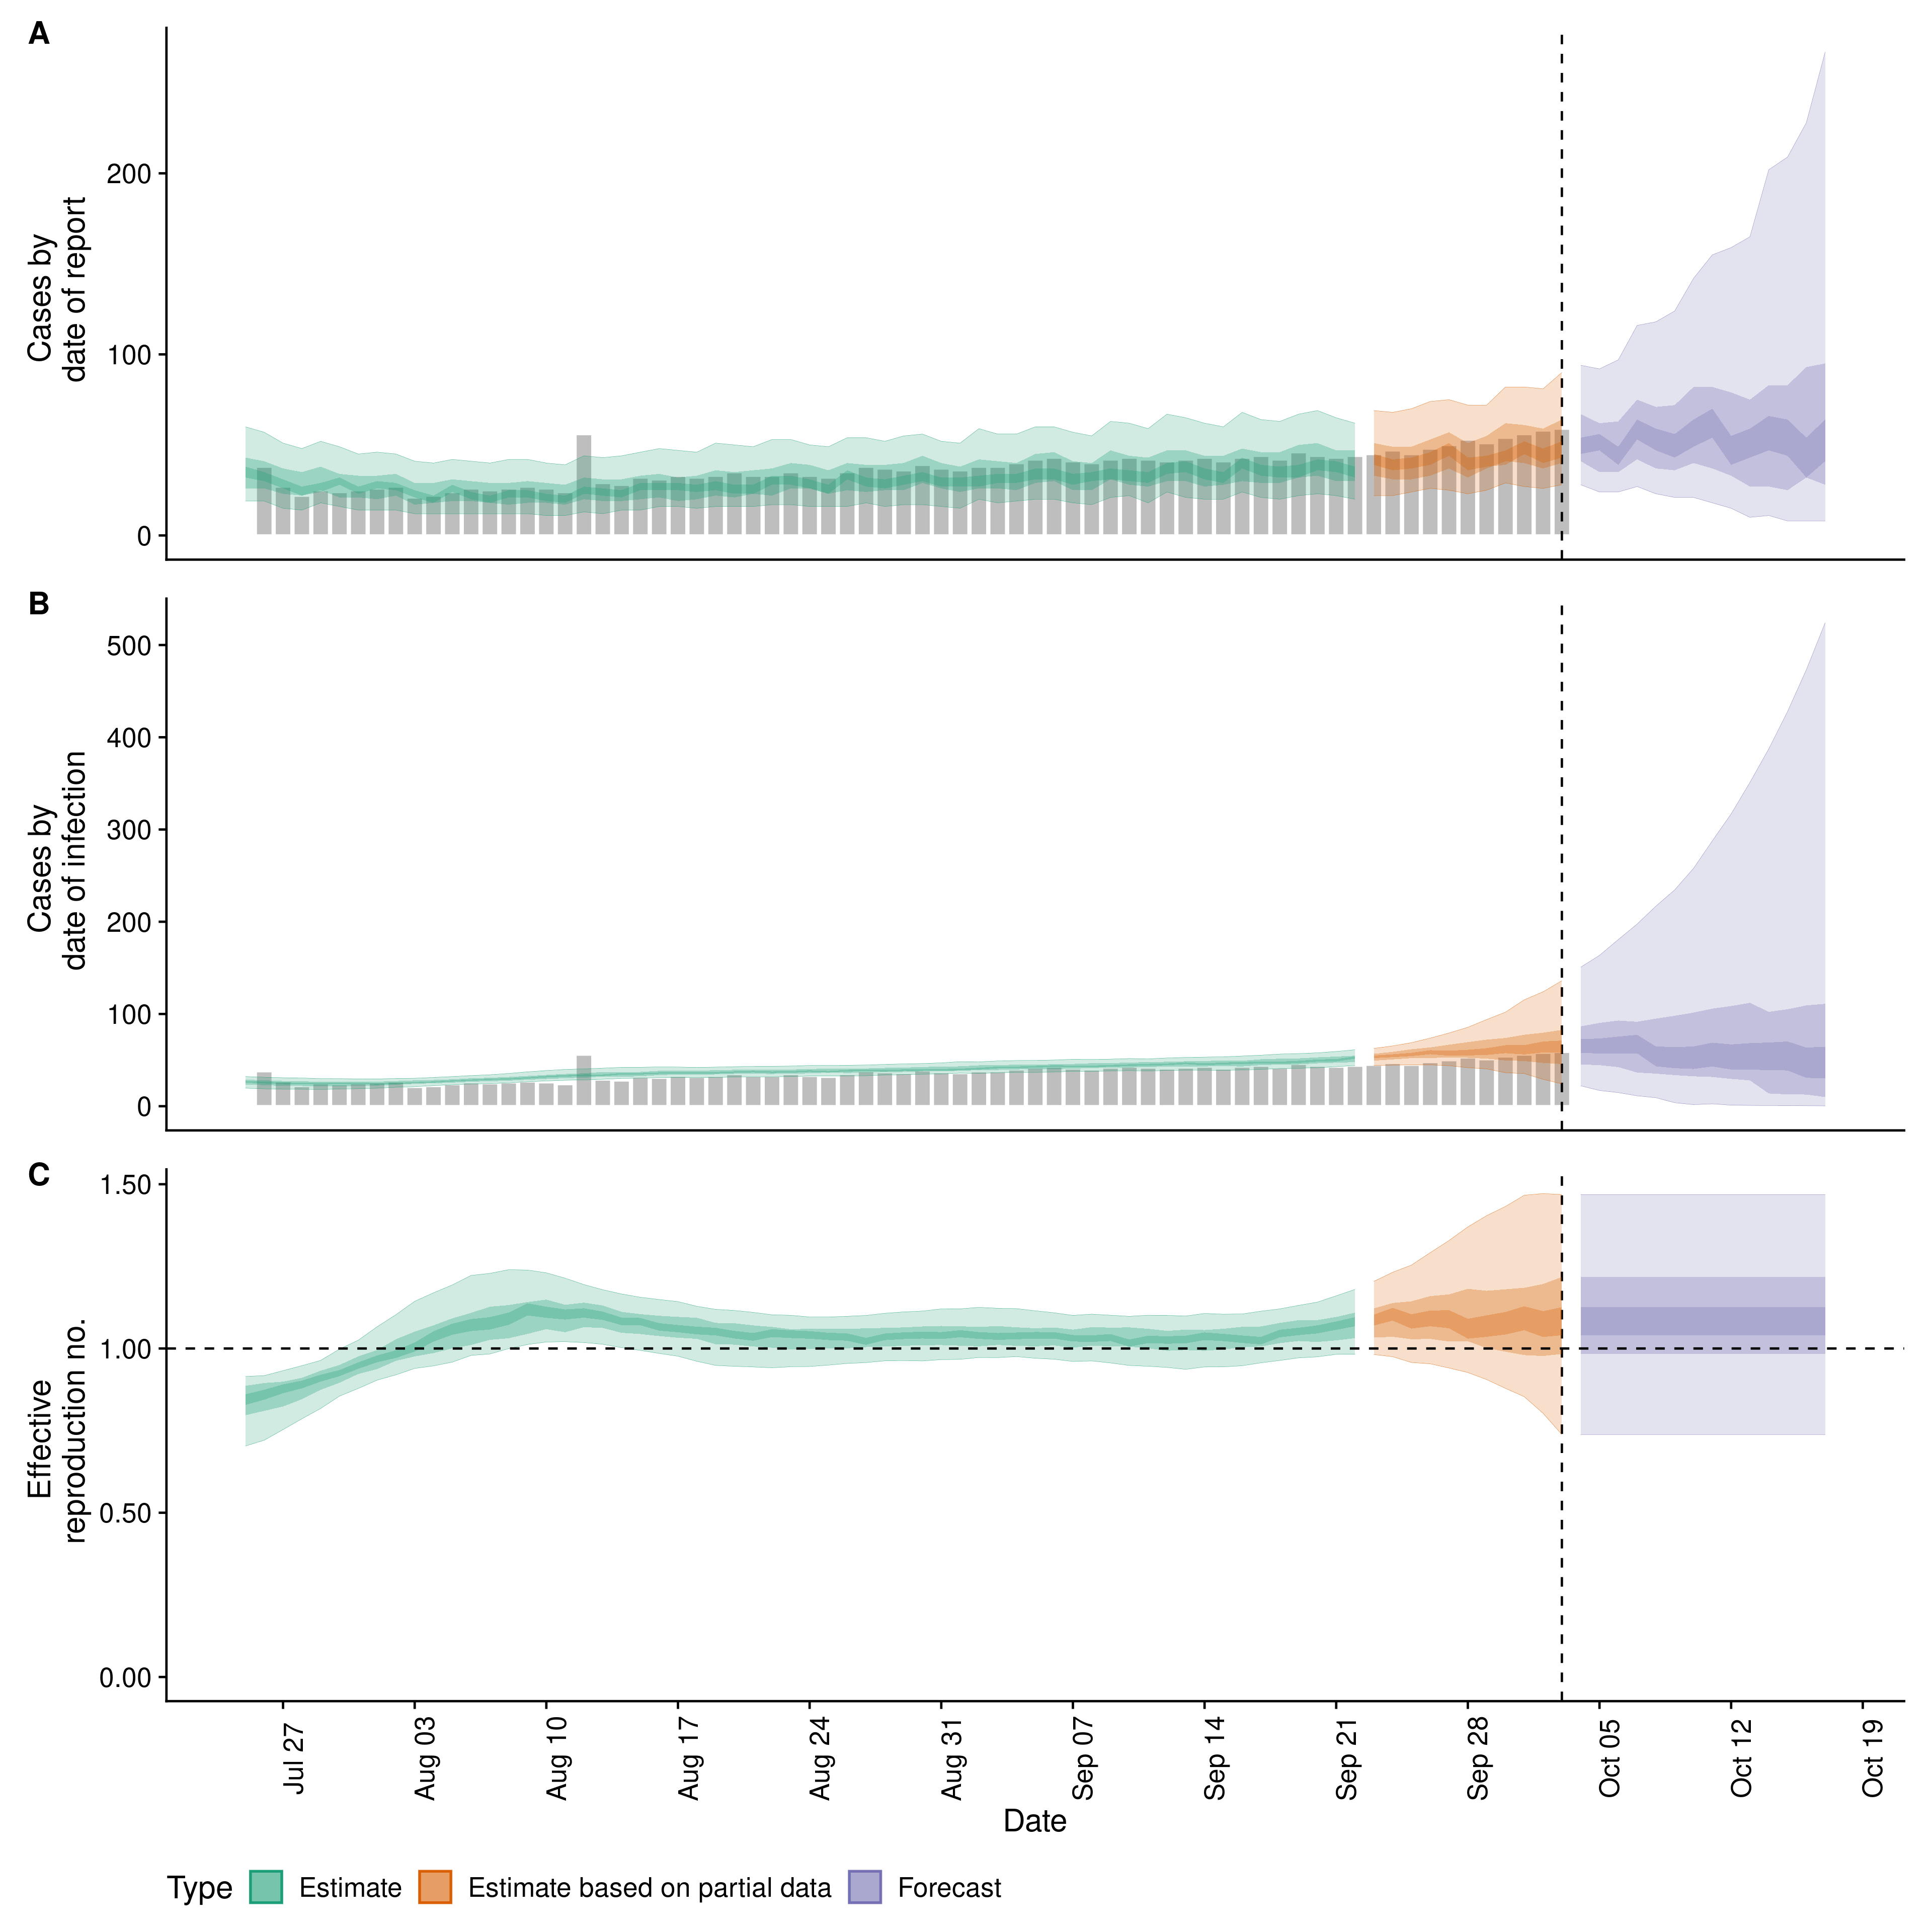 A
Cases by
date of report
200
100
0
B
Cases by
date of infection
500
400
300
200
100
0
C
Effective
reproduction no.
1.50
1.00
0.50
0.00
Jul 27
Aug 03
Aug 10
Aug 17
Aug 24
Aug 31
Sep 07
Sep 14
Sep 21
Sep 28
Oct 05
Oct 12
Oct 19
Date
Type Estimate Estimate based on partial data Forecast